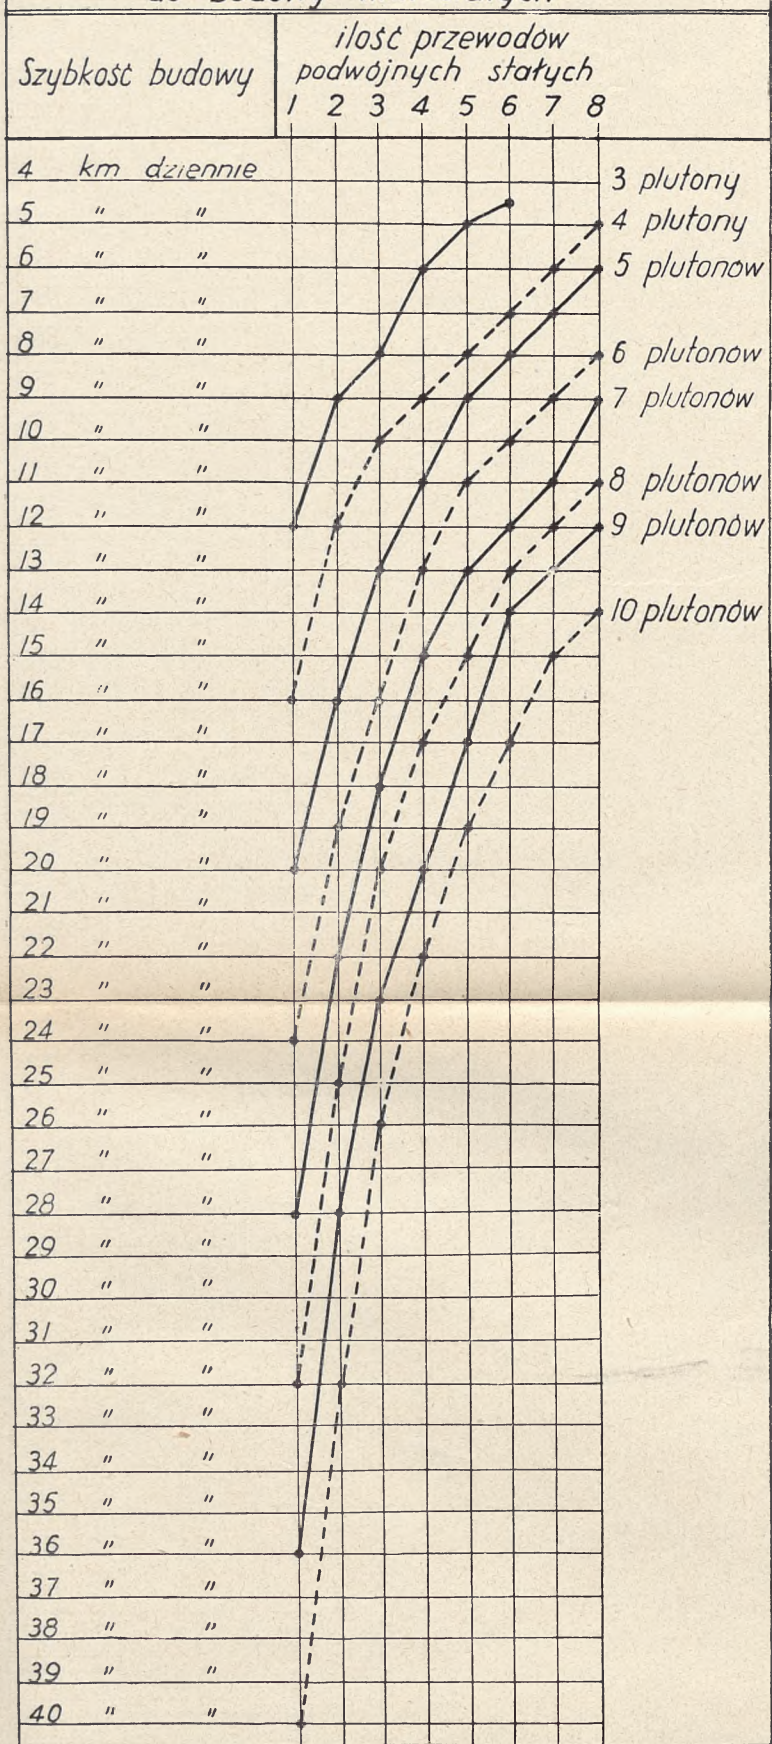 Szybkość budowy
ilość przewodów
podwójnych stałych
1 2 3 4 5 6 7 8
4 km dziennie
3 plutony
5 " "
4 plutony
6 " "
5 plutonów
7 " "
8 " "
6 plutonów
9 " "
7 plutonów
10 " "
11 " "
8 plutonów
12 " "
9 plutonów
13 " "
14 " "
10 plutonów
15 " "
16 " "
17 " "
18 " "
19 " "
20 " "
21 " "
22 " "
23 " "
24 " "
25 " "
26 " "
27 " "
28 " "
29 " "
30 " "
31 " "
32 " "
33 " "
34 " "
35 " "
36 " "
37 " "
38 " "
39 " "
40 " "